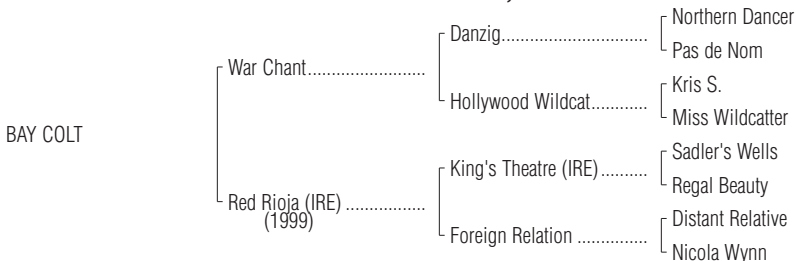 Northern Dancer
Danzig..............................
Pas de Nom
War Chant.........................
Kris S.
Hollywood Wildcat............
Miss Wildcatter
BAY COLT
Sadler's Wells
King's Theatre (IRE)..........
Regal Beauty
Red Rioja (IRE) .................
(1999)
Distant Relative
Foreign Relation ...............
Nicola Wynn